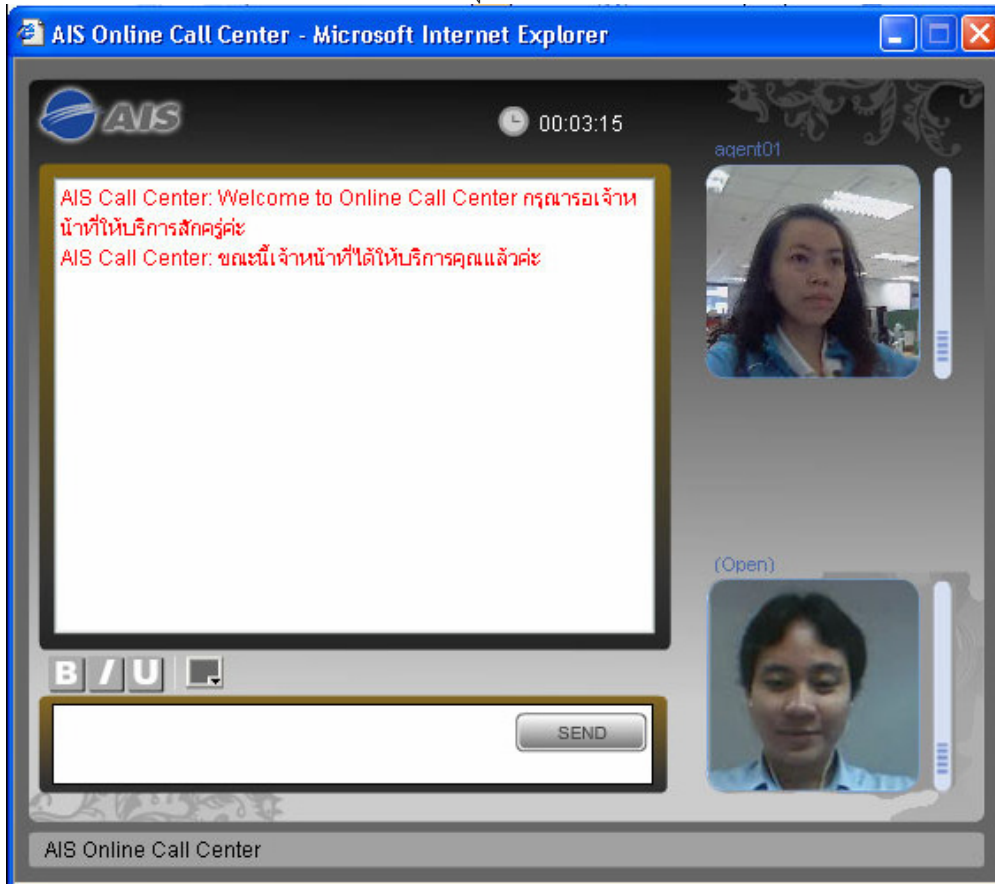 AIS Online Call Center - Microsoft Internet Explorer
AIS
00:03:15
agent01
AIS Call Center: Welcome to Online Call Center กรุณารอเจ้าห
น้าที่ให้บริการสักครู่ค่ะ
AIS Call Center: ขณะนี้เจ้าหน้าที่ได้ให้บริการคุณแล้วค่ะ
(Open)
B I U
SEND
AIS Online Call Center